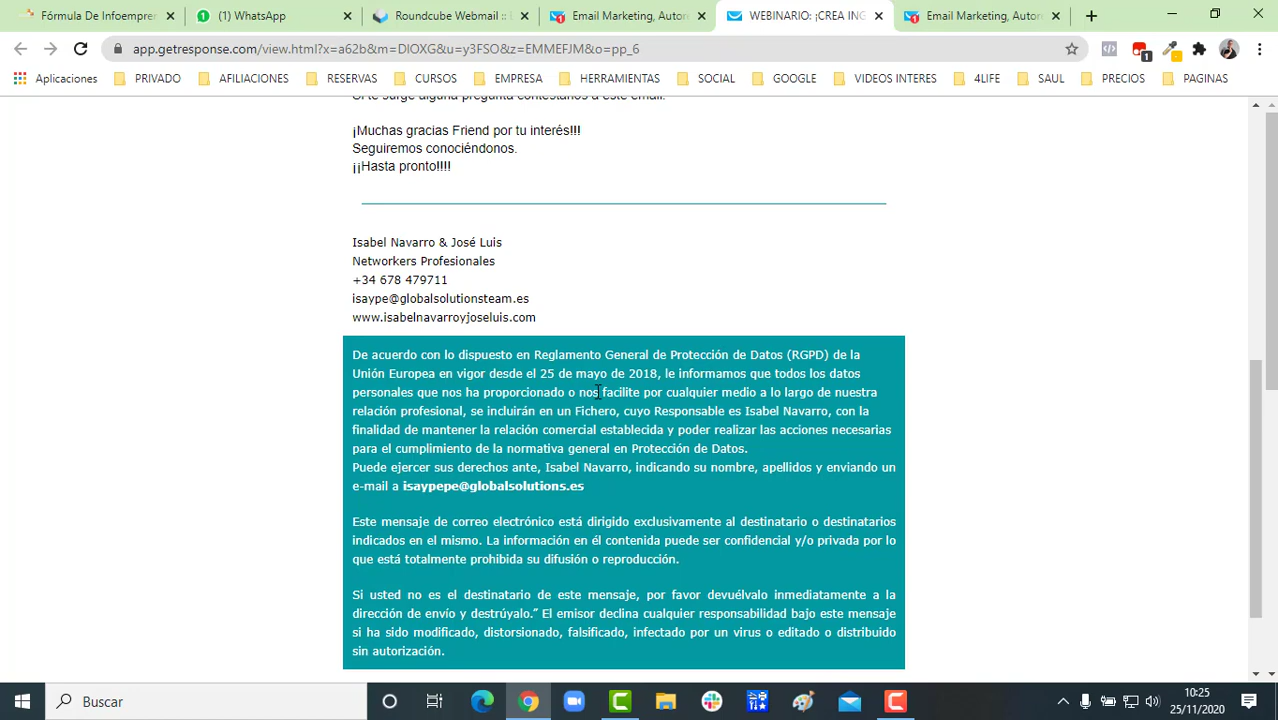 Fórmula De Infoempren
(1) WhatsApp
Roundcube Webmail ::
Email Marketing, Autor
WEBINARIO: ¡CREA ING
Email Marketing, Autor
app.getresponse.com/view.html?x=a62b&m=DIOXG&u=y3FSO&z=EMMEFJM&o=pp_6
1
Aplicaciones
PRIVADO
AFILIACIONES
RESERVAS
CURSOS
EMPRESA
HERRAMIENTAS
SOCIAL
GOOGLE
VIDEOS INTERES
4LIFE
SAUL
PRECIOS
PAGINAS
Si te surge alguna pregunta contéstanos a este email.
¡Muchas gracias Friend por tu interés!!!
Seguiremos conociéndonos.
¡¡Hasta pronto!!!!
Isabel Navarro & José Luis
Networkers Profesionales
+34 678 479711
isaype@globalsolutionsteam.es
www.isabelnavarroyjoseluis.com
De acuerdo con lo dispuesto en Reglamento General de Protección de Datos (RGPD) de la
Unión Europea en vigor desde el 25 de mayo de 2018, le informamos que todos los datos
personales que nos ha proporcionado o nos facilite por cualquier medio a lo largo de nuestra
relación profesional, se incluirán en un Fichero, cuyo Responsable es Isabel Navarro, con la
finalidad de mantener la relación comercial establecida y poder realizar las acciones necesarias
para el cumplimiento de la normativa general en Protección de Datos.
Puede ejercer sus derechos ante, Isabel Navarro, indicando su nombre, apellidos y enviando un
e-mail a isaypepe@globalsolutions.es
Este mensaje de correo electrónico está dirigido exclusivamente al destinatario o destinatarios
indicados en el mismo. La información en él contenida puede ser confidencial y/o privada por lo
que está totalmente prohibida su difusión o reproducción.
Si usted no es el destinatario de este mensaje, por favor devuélvalo inmediatamente a la
dirección de envío y destrúyalo.” El emisor declina cualquier responsabilidad bajo este mensaje
si ha sido modificado, distorsionado, falsificado, infectado por un virus o editado o distribuido
sin autorización.
Buscar
10:25
25/11/2020